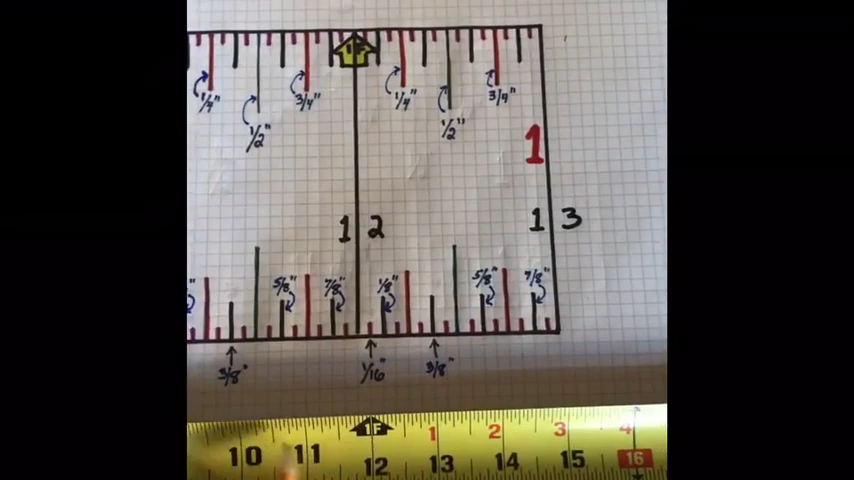 1F
1/4" 3/4" 1/4" 3/4"
1/2" 1/2"
1
1 2 1 3
5/8" 7/8" 1/8" 5/8" 7/8"
3/8" 1/16" 3/8"
1F 1 2 3 4
10 11 12 13 14 15 16